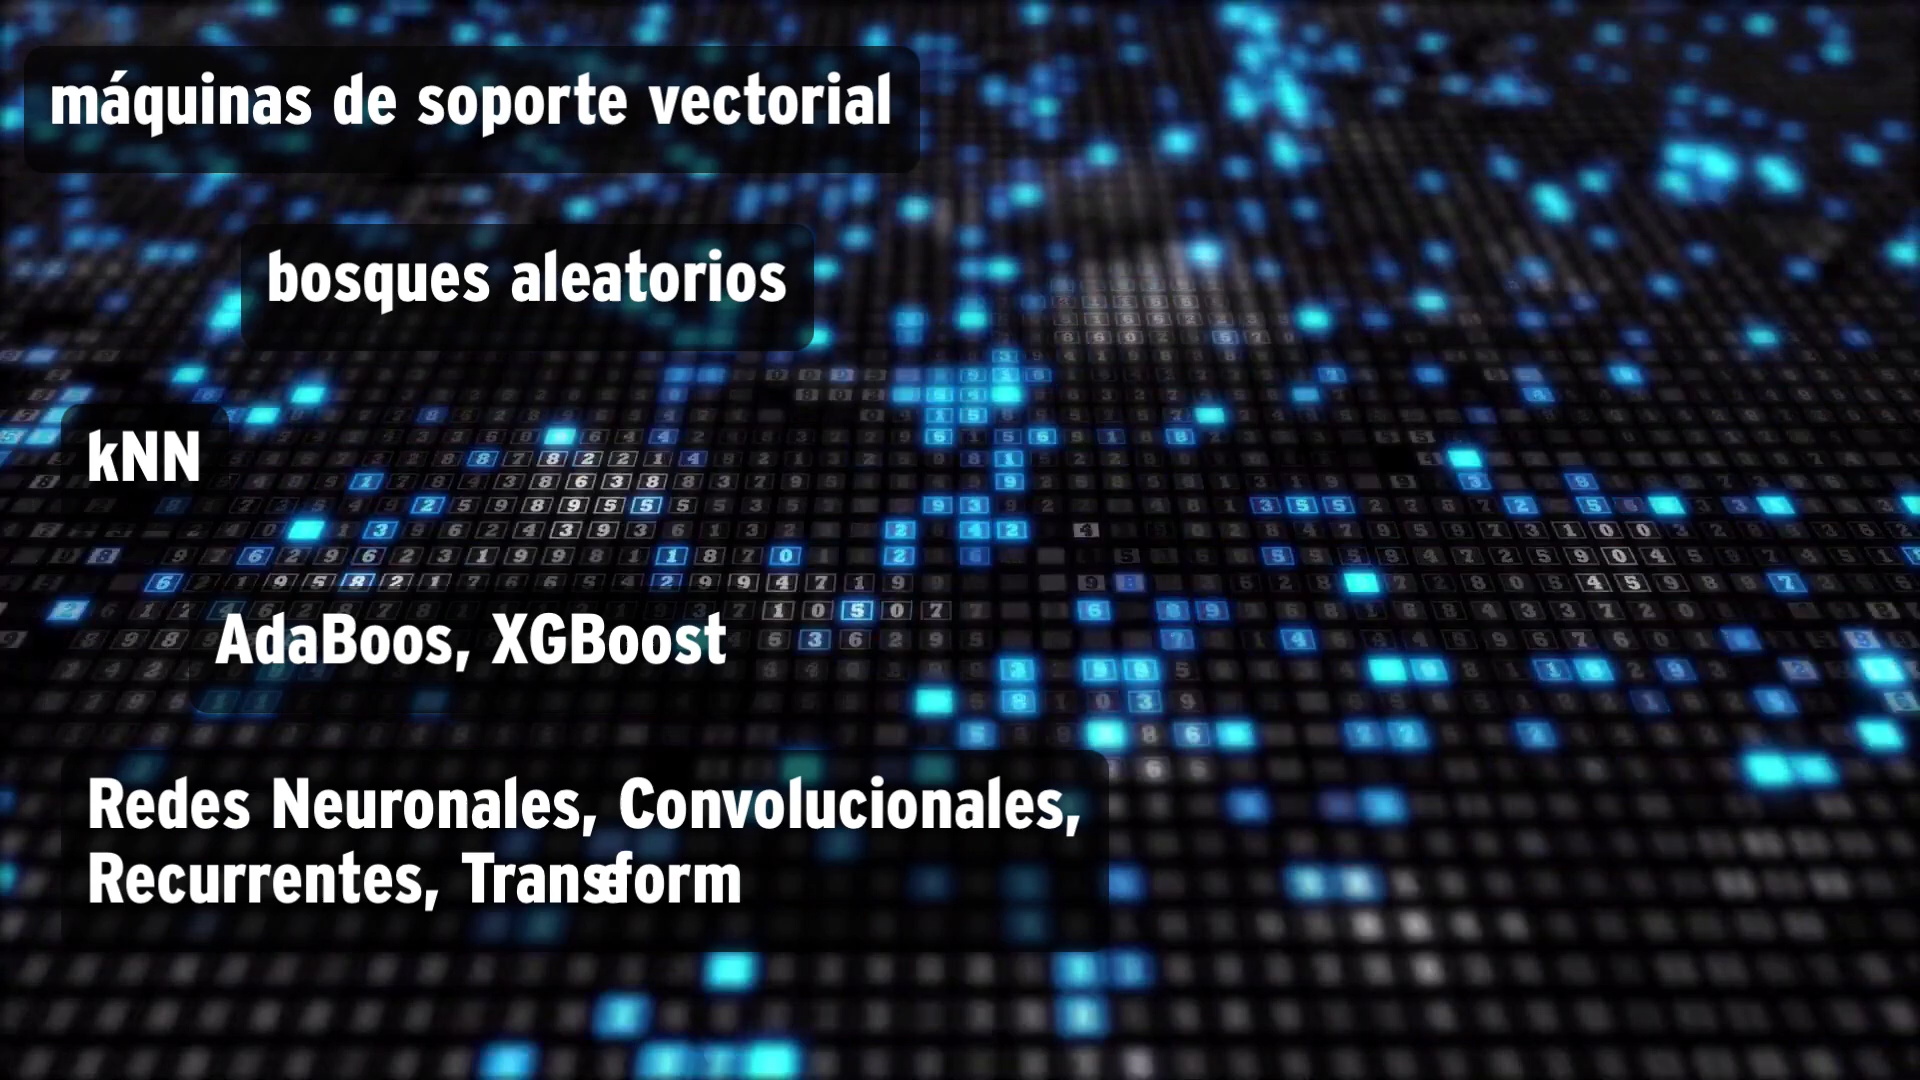 máquinas de soporte vectorial
bosques aleatorios
kNN
AdaBoos, XGBoost
Redes Neuronales, Convolucionales,
Recurrentes, Transform